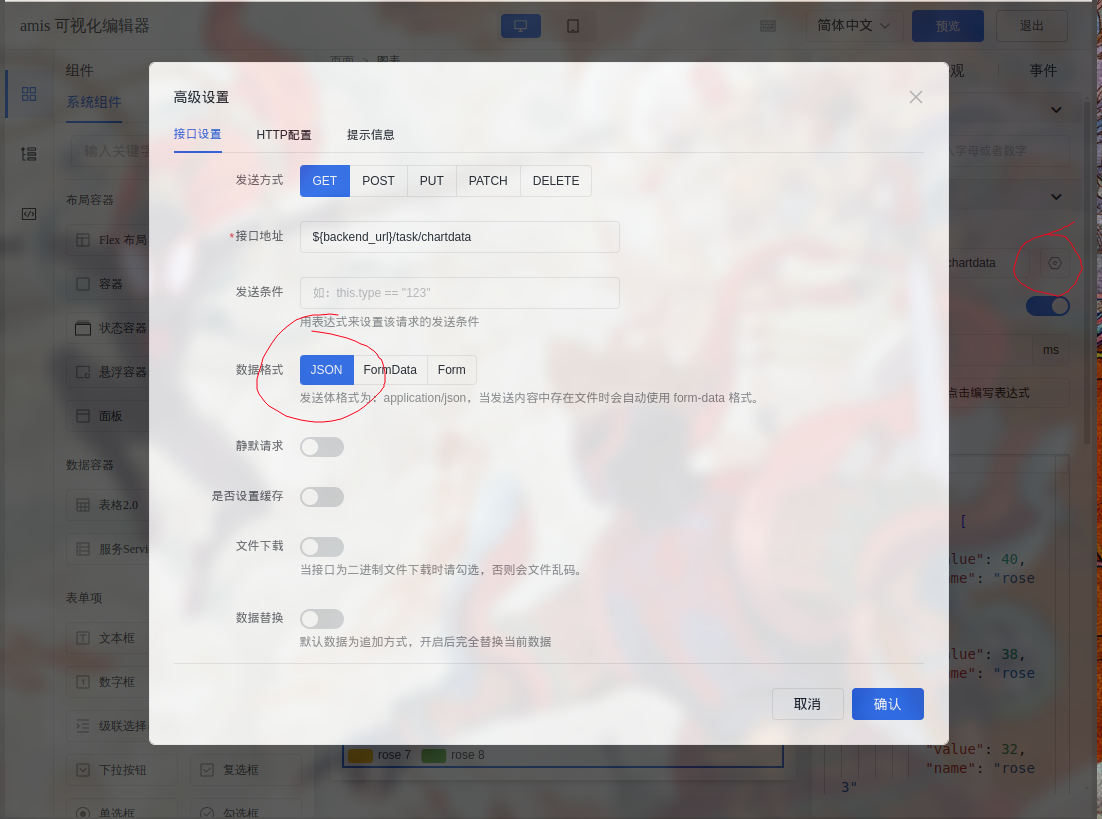 amis 可视化编辑器
简体中文
预览
退出
组件
页面 > 图表
观
事件
系统组件
输入关键字
布局容器
Flex 布局
容器
状态容器
悬浮容器
面板
数据容器
表格2.0
服务Servi
表单项
文本框
数字框
级联选择
下拉按钮
复选框
单选框
勾选框
高级设置
接口设置
HTTP配置
提示信息
发送方式
GET
POST
PUT
PATCH
DELETE
*接口地址
${backend_url}/task/chartdata
发送条件
如: this.type == "123"
用表达式来设置该请求的发送条件
数据格式
JSON
FormData
Form
发送体格式为: application/json，当发送内容中存在文件时会自动使用 form-data 格式。
静默请求
是否设置缓存
文件下载
当接口为二进制文件下载时请勾选，否则会文件乱码。
数据替换
默认数据为追加方式，开启后完全替换当前数据
取消
确认
字母或者数字
chartdata
ms
点击编写表达式
[
alue": 40,
me": "rose
alue": 38,
me": "rose
"value": 32,
"name": "rose
3"
rose 7
rose 8